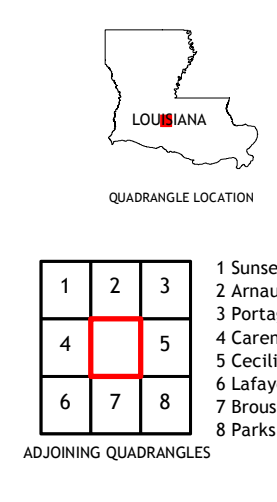 LOUISIANA
QUADRANGLE LOCATION
1 2 3
4 5
6 7 8
ADJOINING QUADRANGLES
1 Sunse
2 Arnau
3 Porta
4 Caren
5 Cecili
6 Lafay
7 Brous
8 Parks